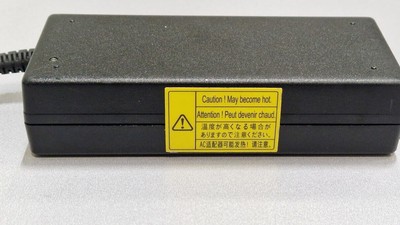 Caution ! May become hot.
Attention ! Peut devenir chaud.
温度が高くなる場合が
ありますので注意ください。
AC适配器可能发热！请注意。